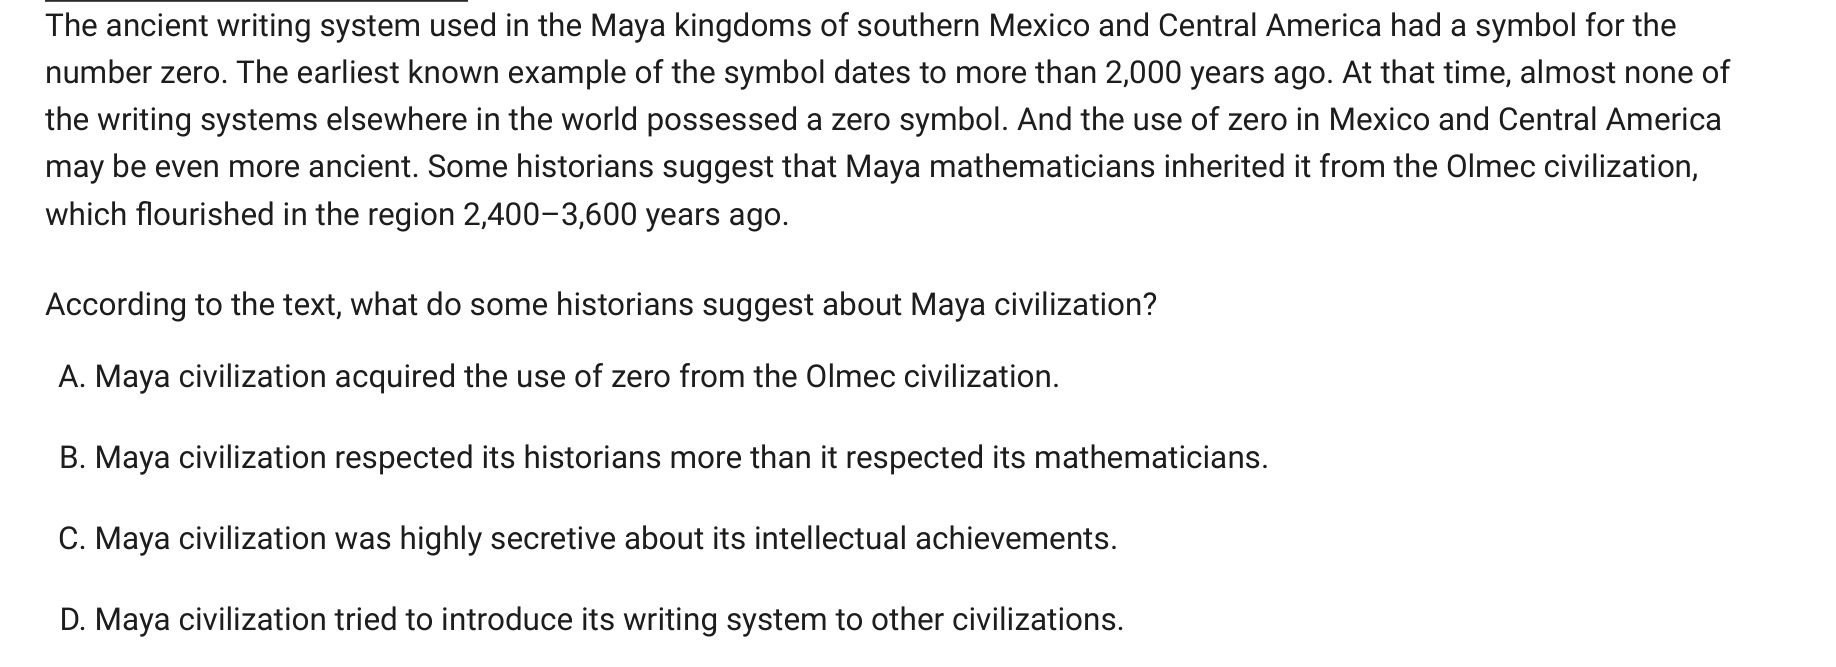 The ancient writing system used in the Maya kingdoms of southern Mexico and Central America had a symbol for the
number zero. The earliest known example of the symbol dates to more than 2,000 years ago. At that time, almost none of
the writing systems elsewhere in the world possessed a zero symbol. And the use of zero in Mexico and Central America
may be even more ancient. Some historians suggest that Maya mathematicians inherited it from the Olmec civilization,
which flourished in the region 2,400–3,600 years ago.
According to the text, what do some historians suggest about Maya civilization?
A. Maya civilization acquired the use of zero from the Olmec civilization.
B. Maya civilization respected its historians more than it respected its mathematicians.
C. Maya civilization was highly secretive about its intellectual achievements.
D. Maya civilization tried to introduce its writing system to other civilizations.